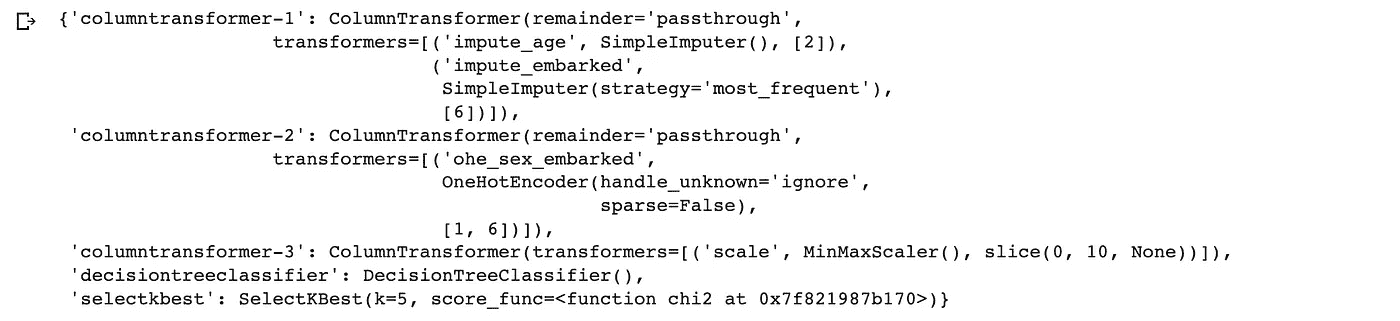 {'columntransformer-1': ColumnTransformer(remainder='passthrough',
transformers=[('impute_age', SimpleImputer(), [2]),
('impute_embarked',
SimpleImputer(strategy='most_frequent'),
[6])]),
'columntransformer-2': ColumnTransformer(remainder='passthrough',
transformers=[('ohe_sex_embarked',
OneHotEncoder(handle_unknown='ignore',
sparse=False),
[1, 6])]),
'columntransformer-3': ColumnTransformer(transformers=[('scale', MinMaxScaler(), slice(0, 10, None))]),
'decisiontreeclassifier': DecisionTreeClassifier(),
'selectkbest': SelectKBest(k=5, score_func=<function chi2 at 0x7f821987b170>)}